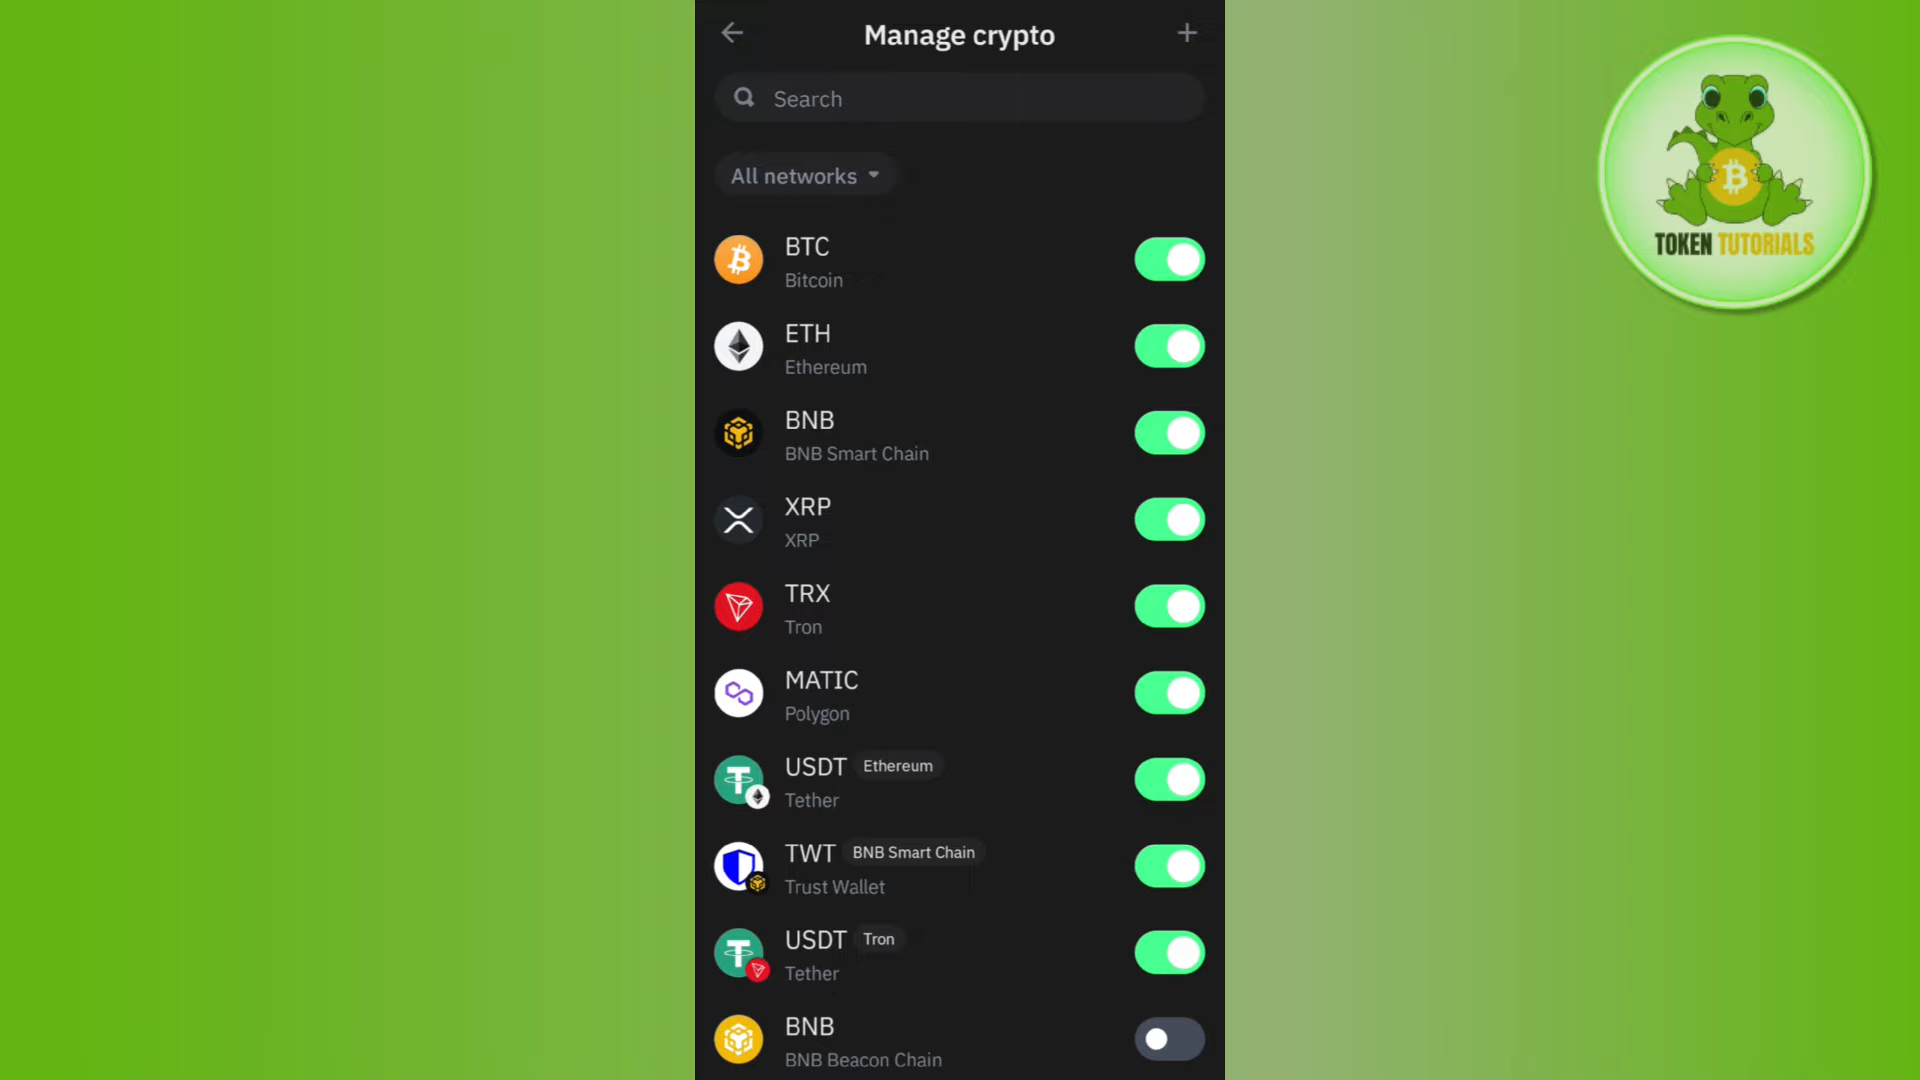 Manage crypto
Search
All networks
BTC
Bitcoin
ETH
Ethereum
BNB
BNB Smart Chain
XRP
XRP
TRX
Tron
MATIC
Polygon
USDT Ethereum
Tether
TWT BNB Smart Chain
Trust Wallet
USDT Tron
Tether
BNB
BNB Beacon Chain
TOKEN TUTORIALS